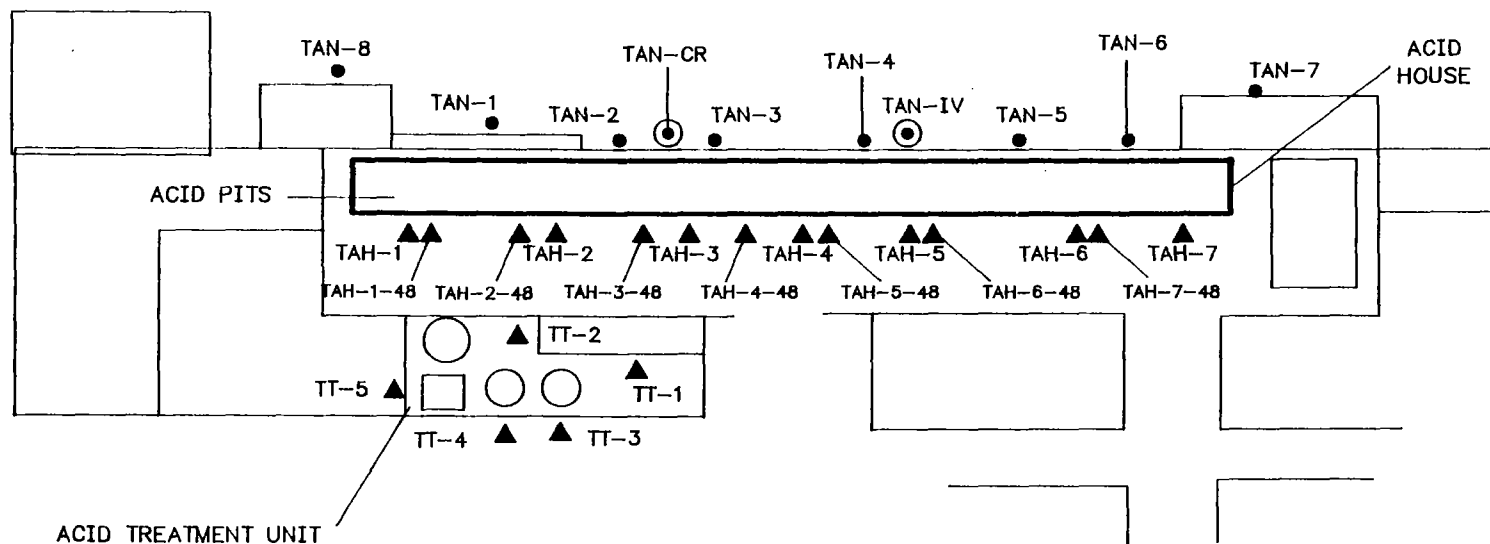 TAN-8
TAN-CR
TAN-4
TAN-6
ACID
HOUSE
TAN-7
TAN-1
TAN-2
TAN-3
TAN-IV
TAN-5
ACID PITS
TAH-1
TAH-2
TAH-3
TAH-4
TAH-5
TAH-6
TAH-7
TAH-1-48
TAH-2-48
TAH-3-48
TAH-4-48
TAH-5-48
TAH-6-48
TAH-7-48
TT-2
TT-5
TT-1
TT-4
TT-3
ACID TREATMENT UNIT